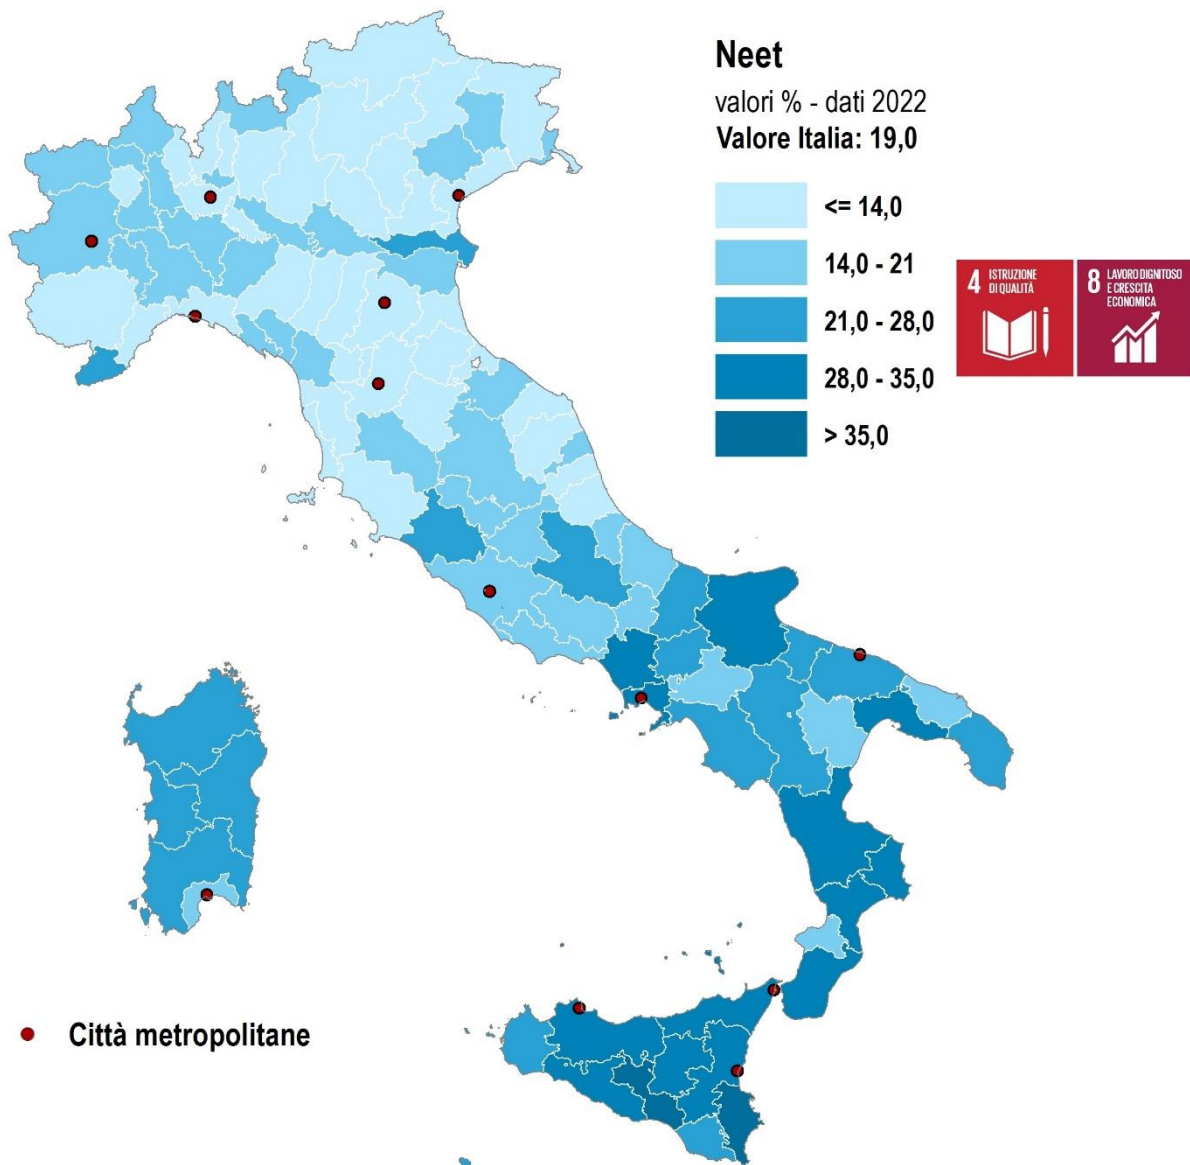 Neet
valori % - dati 2022
Valore Italia: 19,0
<= 14,0
14,0 - 21
21,0 - 28,0
28,0 - 35,0
> 35,0
4 ISTRUZIONE
DI QUALITÀ
8 LAVORO DIGNITOSO
E CRESCITA
ECONOMICA
Città metropolitane